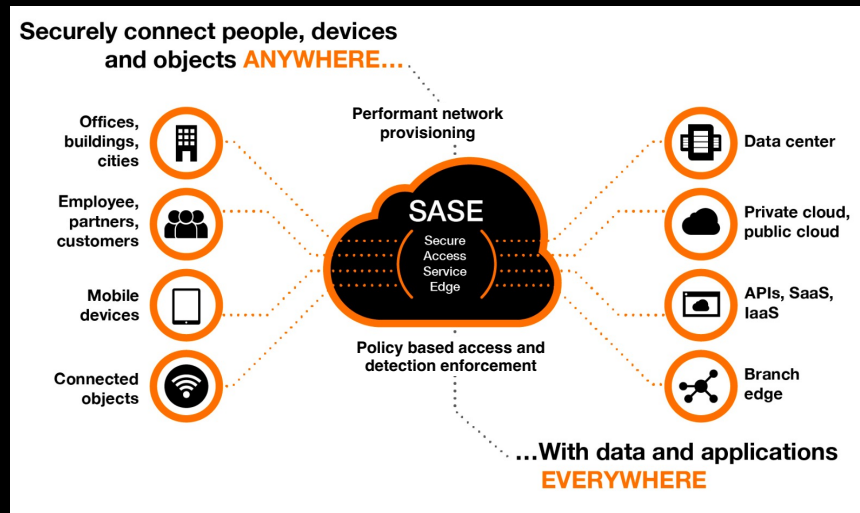 Securely connect people, devices
and objects ANYWHERE...
Performant network
provisioning
Offices,
buildings,
cities
Employee,
partners,
customers
Mobile
devices
Connected
objects
SASE
Secure
Access
Service
Edge
Policy based access and
detection enforcement
Data center
Private cloud,
public cloud
APIs, SaaS,
IaaS
Branch
edge
...With data and applications
EVERYWHERE